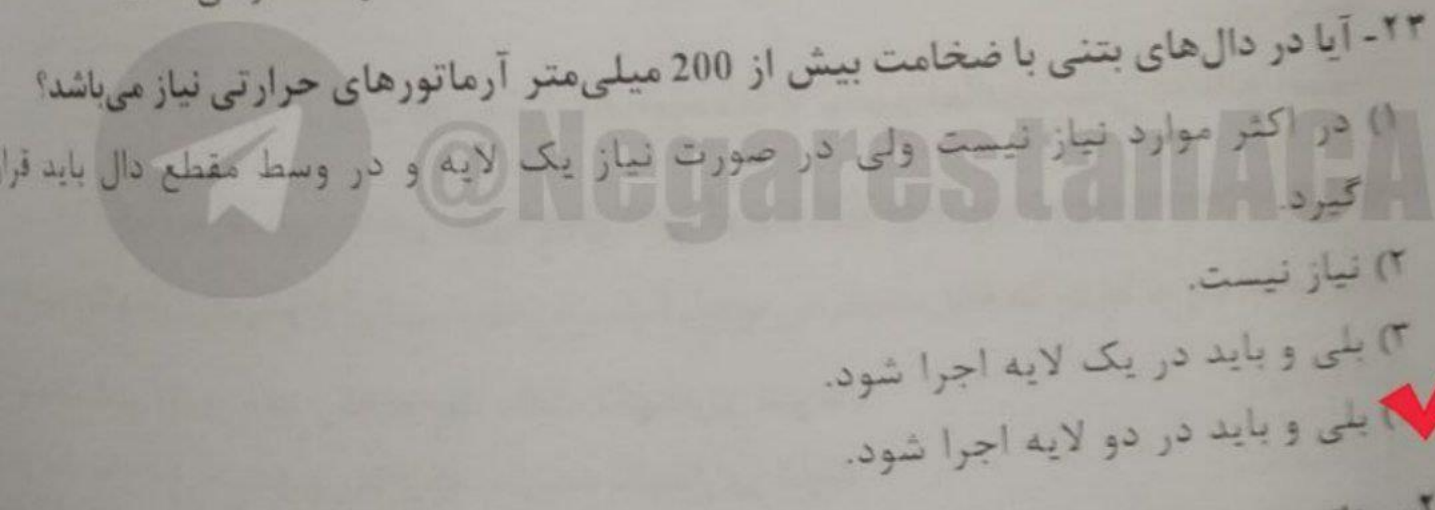 ۲۳- آیا در دال‌های بتنی با ضخامت بیش از 200 میلی‌متر آرماتورهای حرارتی نیاز می‌باشد؟
۱) در اکثر موارد نیاز نیست ولی در صورت نیاز یک لایه و در وسط مقطع دال باید قرا
گیرد.
@NegarestanACA
۲) نیاز نیست.
۳) بلی و باید در یک لایه اجرا شود.
) بلی و باید در دو لایه اجرا شود.